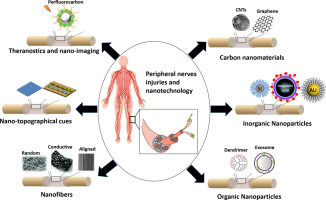 Perfluorocarbon
Theranostics and nano-imaging
CNTs
Graphene
Carbon nanomaterials
Peripheral nerves
injuries and
nanotechnology
Nano-topographical cues
AU
Inorganic Nanoparticles
Random
Conductive
Aligned
Nanofibers
Dendrimer
Exosome
Organic Nanoparticles